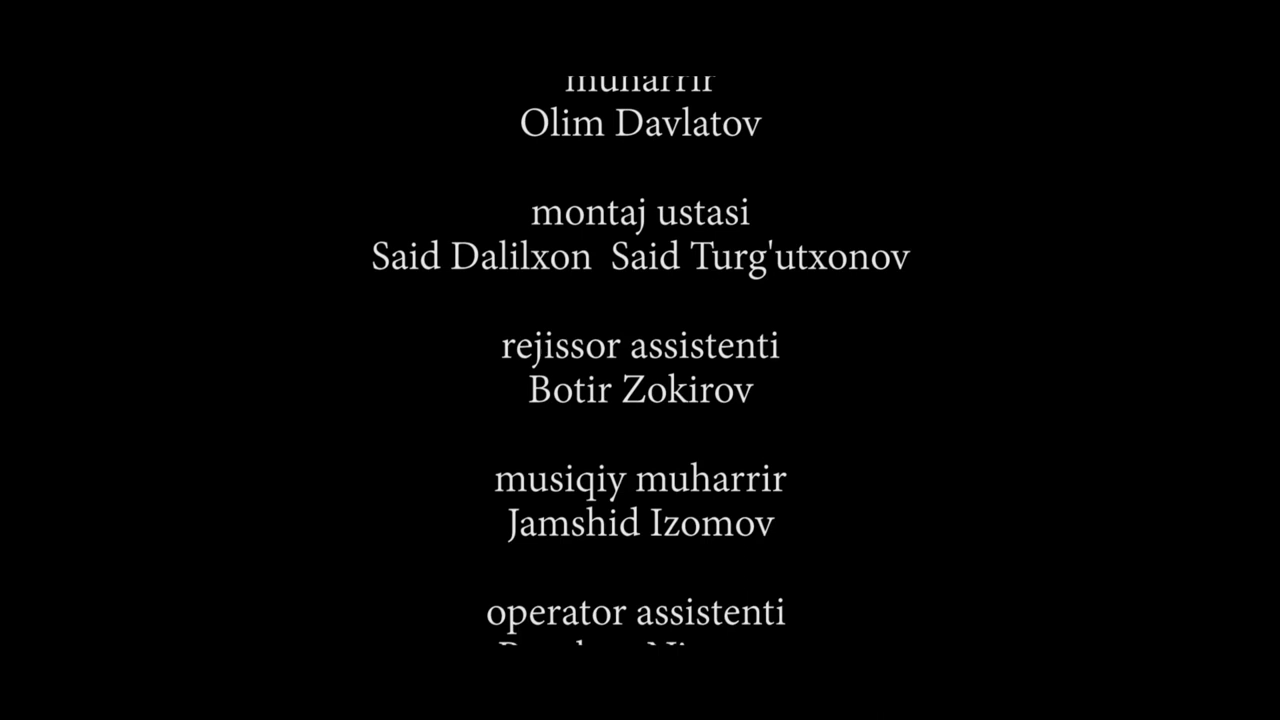 muharrir
Olim Davlatov
montaj ustasi
Said Dalilxon  Said Turg'utxonov
rejissor assistenti
Botir Zokirov
musiqiy muharrir
Jamshid Izomov
operator assistenti